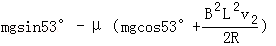 mgsin53° - μ (mgcos53° + B²L²v₂/2R)